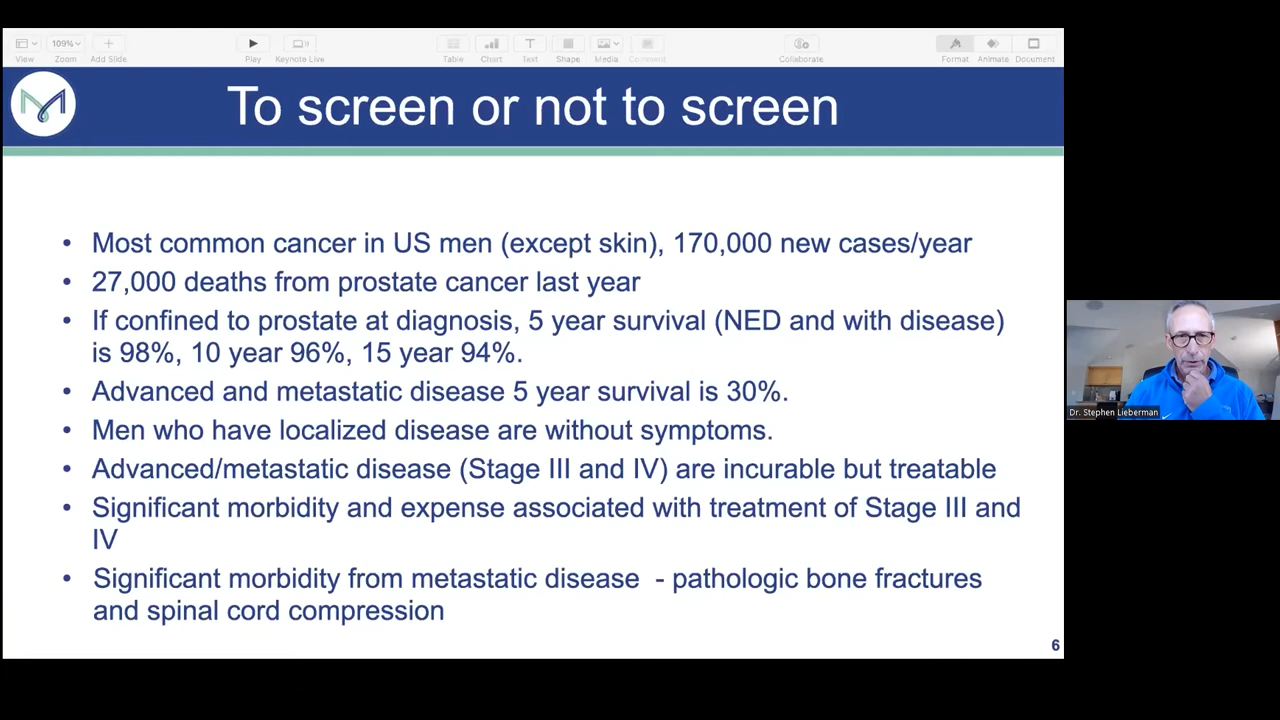 View
109%
Zoom
Add Slide
Play
Keynote Live
Table
Chart
Text
Shape
Media
Comment
Collaborate
Format
Animate
Document
To screen or not to screen
• Most common cancer in US men (except skin), 170,000 new cases/year
• 27,000 deaths from prostate cancer last year
• If confined to prostate at diagnosis, 5 year survival (NED and with disease)
is 98%, 10 year 96%, 15 year 94%.
• Advanced and metastatic disease 5 year survival is 30%.
• Men who have localized disease are without symptoms.
• Advanced/metastatic disease (Stage III and IV) are incurable but treatable
• Significant morbidity and expense associated with treatment of Stage III and
IV
• Significant morbidity from metastatic disease  - pathologic bone fractures
and spinal cord compression
6
Dr. Stephen Lieberman